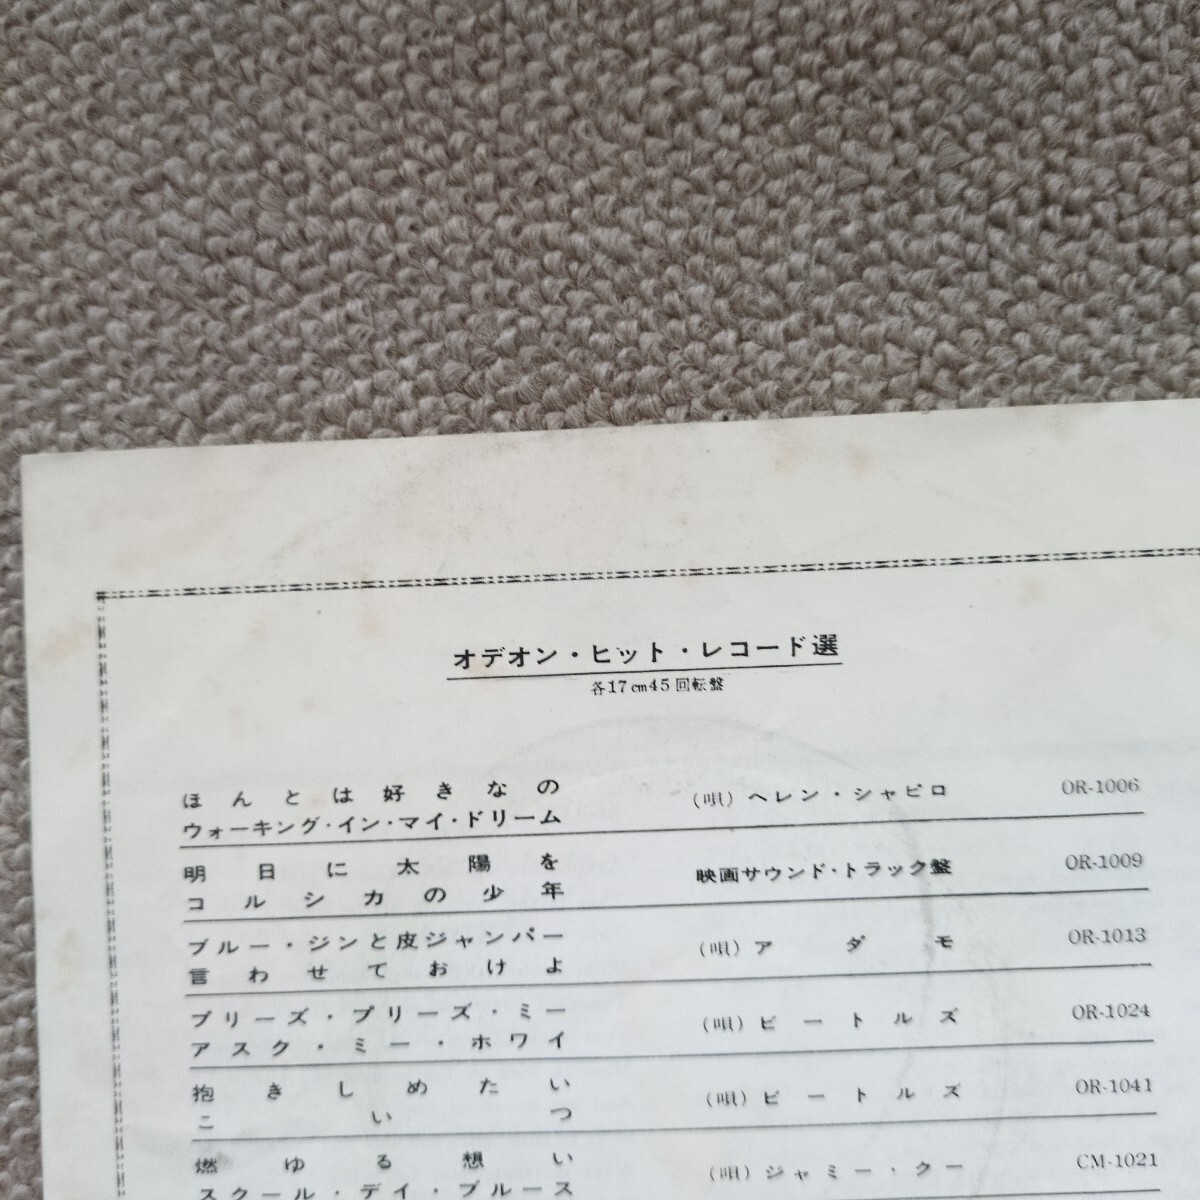 オデオン・ヒット・レコード選
各17cm45回転盤
ほんとは好きなの
ウォーキング・イン・マイ・ドリーム
(唄) ヘレン・シャピロ OR-1006
明日に太陽を
コルシカの少年
映画サウンド・トラック盤 OR-1009
ブルー・ジンと皮ジャンパー
言わせておけよ
(唄) アダモ OR-1013
プリーズ・プリーズ・ミー
アスク・ミー・ホワイ
(唄) ビートルズ OR-1024
抱きしめたい
こいつ
(唄) ビートルズ OR-1041
燃ゆる想い
スクール・デイ・ブルース
(唄) ジャミー・クー CM-1021